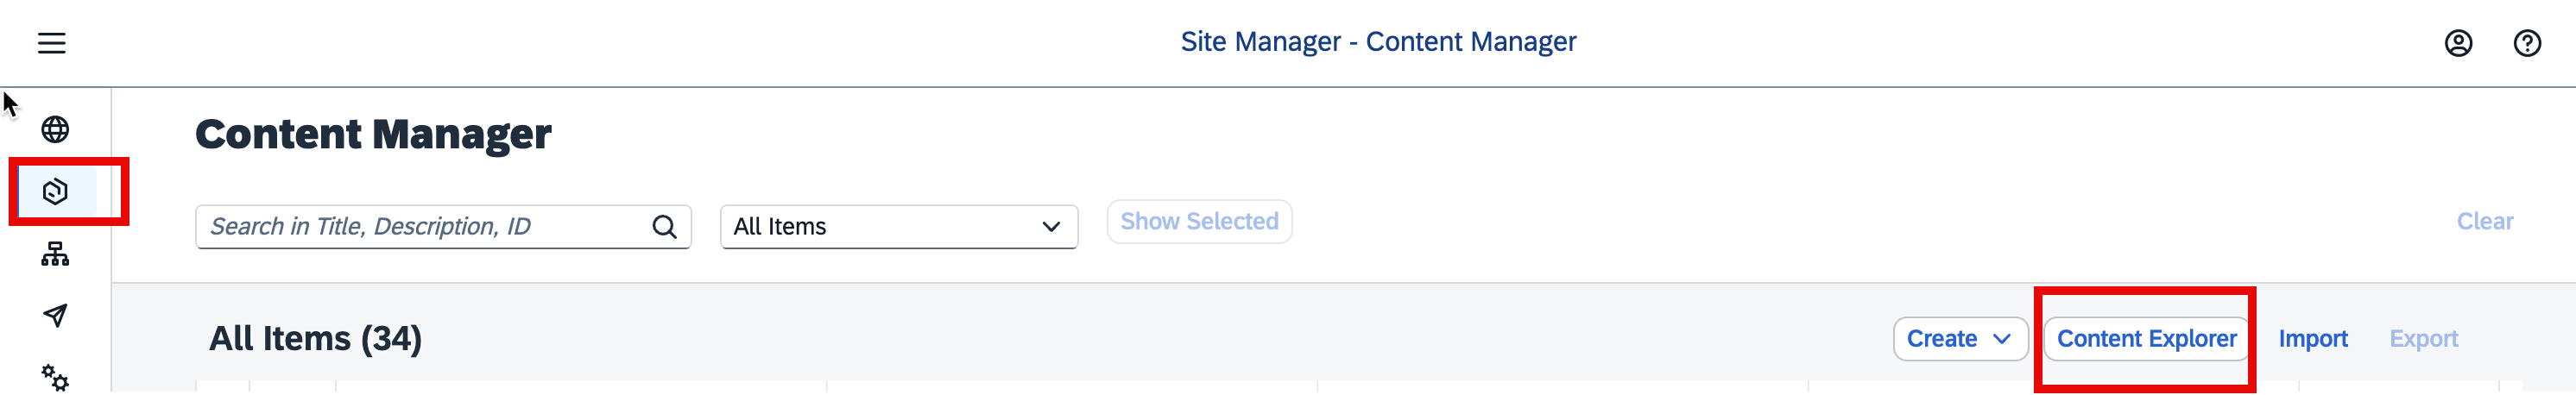 Site Manager - Content Manager
Content Manager
Search in Title, Description, ID
All Items
Show Selected
Clear
All Items (34)
Create
Content Explorer
Import
Export